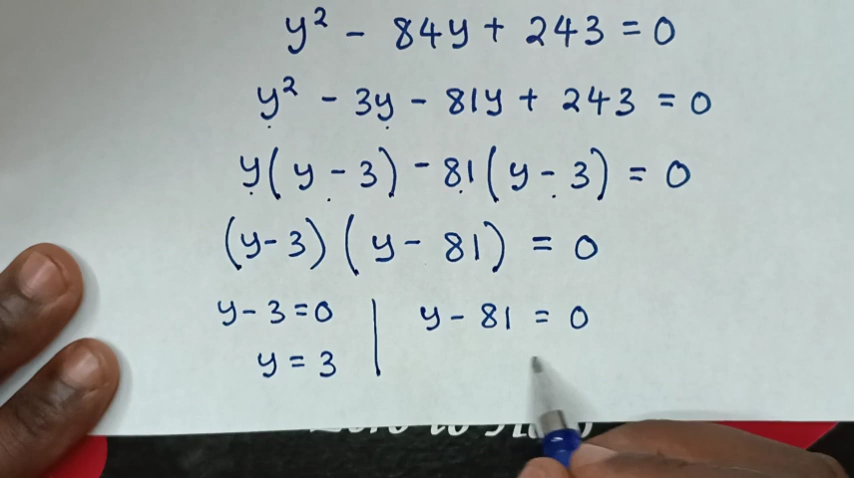 y² - 84y + 243 = 0
y² - 3y - 81y + 243 = 0
y(y - 3) - 81(y - 3) = 0
(y - 3)(y - 81) = 0
y - 3 = 0 | y - 81 = 0
y = 3